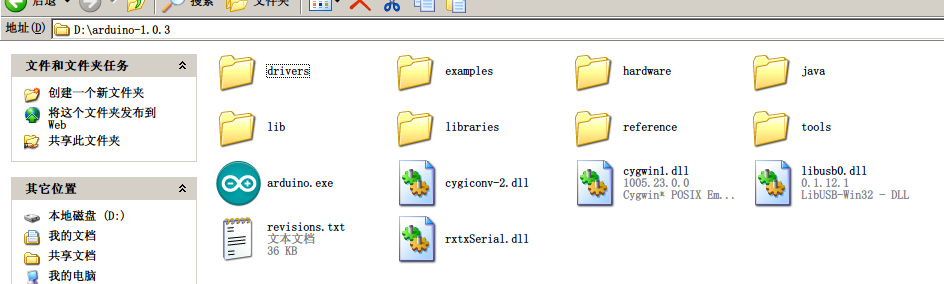 后退
搜索
文件夹
地址(D)
D:\arduino-1.0.3
文件和文件夹任务
创建一个新文件夹
将这个文件夹发布到
Web
共享此文件夹
其它位置
本地磁盘 (D:)
我的文档
共享文档
我的电脑
drivers
examples
hardware
java
lib
libraries
reference
tools
arduino.exe
cygiconv-2.dll
cygwin1.dll
1005.23.0.0
Cygwin* POSIX Em...
libusb0.dll
0.1.12.1
LibUSB-Win32 - DLL
revisions.txt
文本文档
36 KB
rxtxSerial.dll